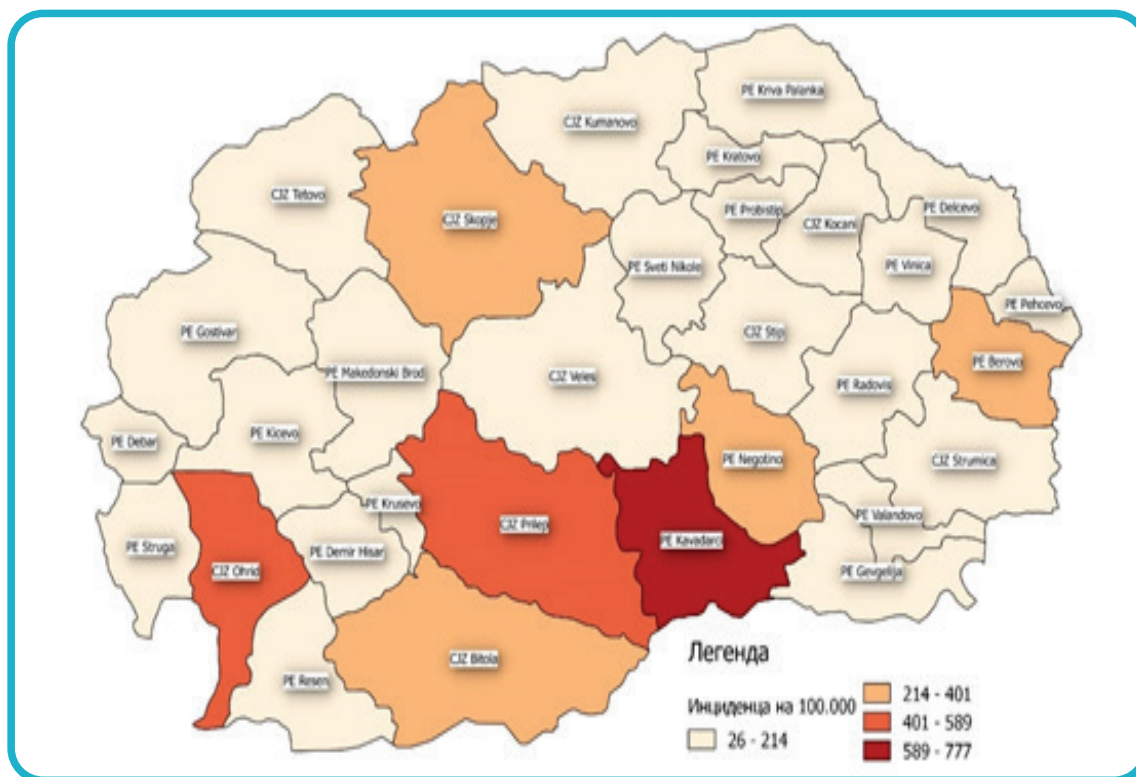 PE Kriva Palanka
CJZ Kumanovo
PE Kratovo
CJZ Tetovo
PE Probistip
PE Delcevo
CJZ Skopje
CJZ Kocani
PE Sveti Nikole
PE Vinica
PE Pehcevo
PE Gostivar
CJZ Stip
PE Berovo
PE Makedonski Brod
CJZ Veles
PE Radovis
PE Debar
PE Kicevo
PE Negotino
CJZ Strumica
PE Krusevo
PE Valandovo
CJZ Prilep
PE Kavadarci
PE Struga
PE Demir Hisar
CJZ Ohrid
PE Gevgelija
CJZ Bitola
PE Resen
Легенда
Инциденца на 100.000
26 - 214
214 - 401
401 - 589
589 - 777